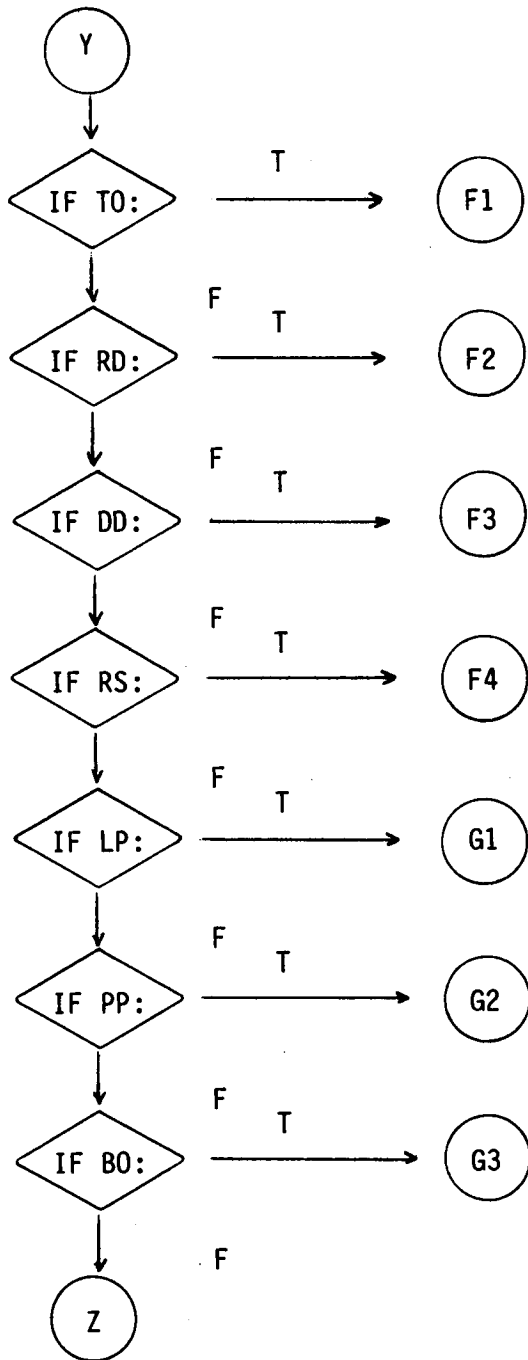 Y
T
IF TO: F1
F T
IF RD: F2
F T
IF DD: F3
F T
IF RS: F4
F T
IF LP: G1
F T
IF PP: G2
F T
IF BO: G3
F
Z